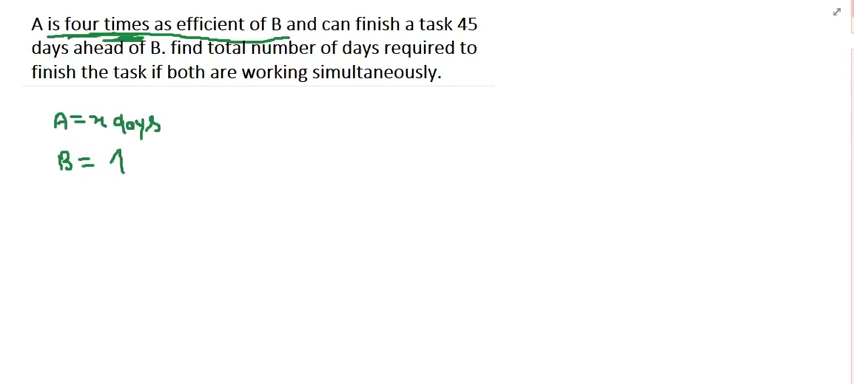 A is four times as efficient of B and can finish a task 45
days ahead of B. find total number of days required to
finish the task if both are working simultaneously.
A = x days
B =